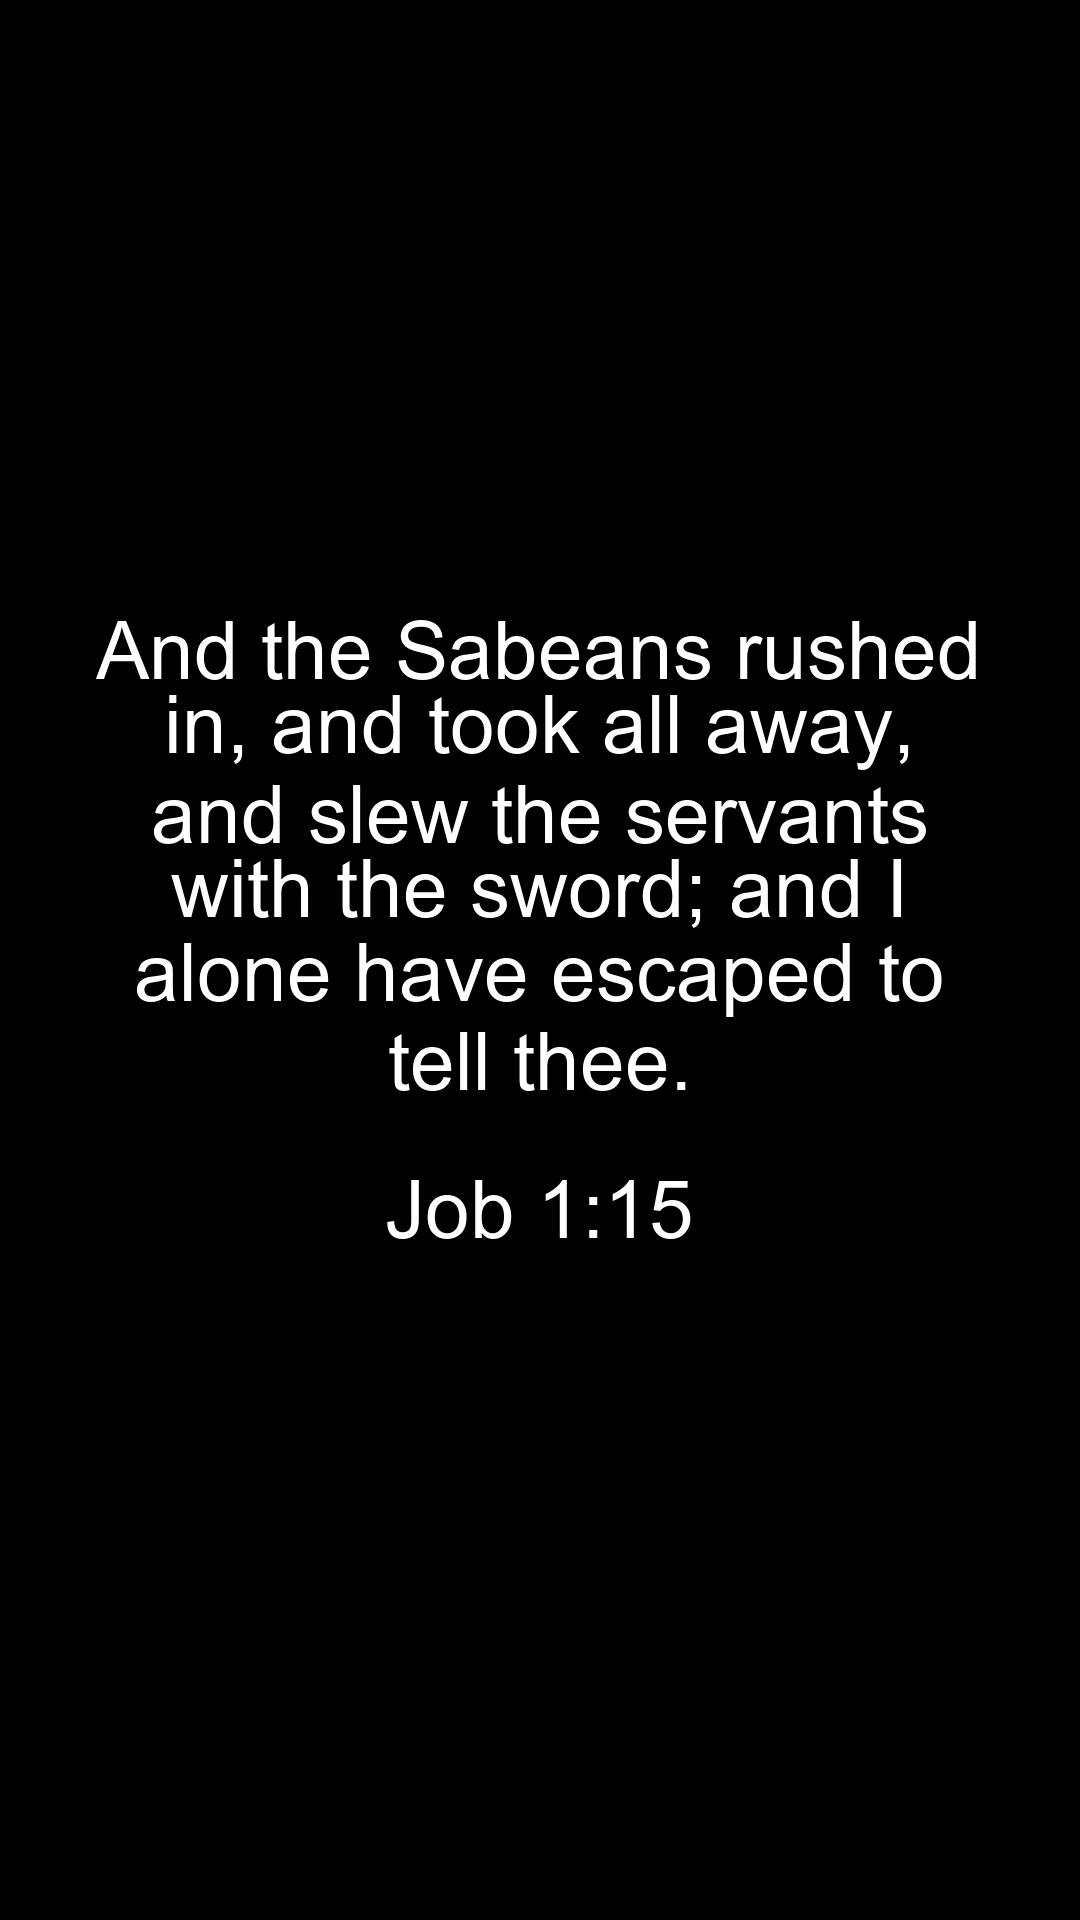 And the Sabeans rushed
in, and took all away,
and slew the servants
with the sword; and I
alone have escaped to
tell thee.
Job 1:15